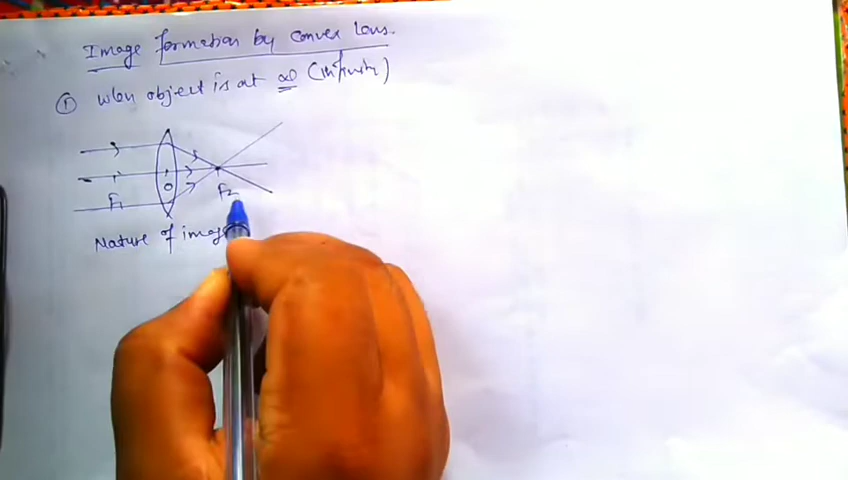 Image formation by convex lens.
① when object is at ∞ (infinity)
F₁
O
F₂
Nature of image